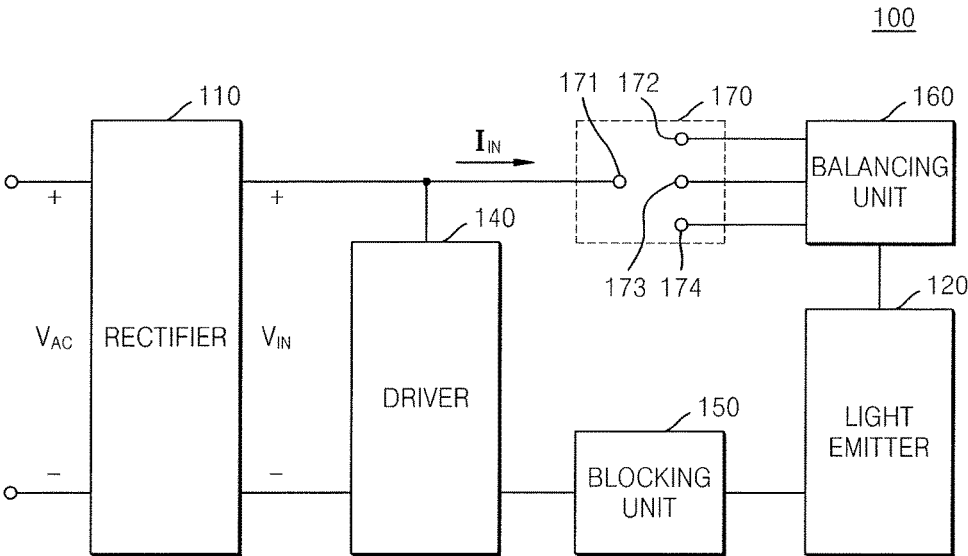 100
110
171
172
170
160
I_IN
+
+
BALANCING
UNIT
140
173
174
120
V_AC
RECTIFIER
V_IN
DRIVER
150
LIGHT
EMITTER
−
−
BLOCKING
UNIT